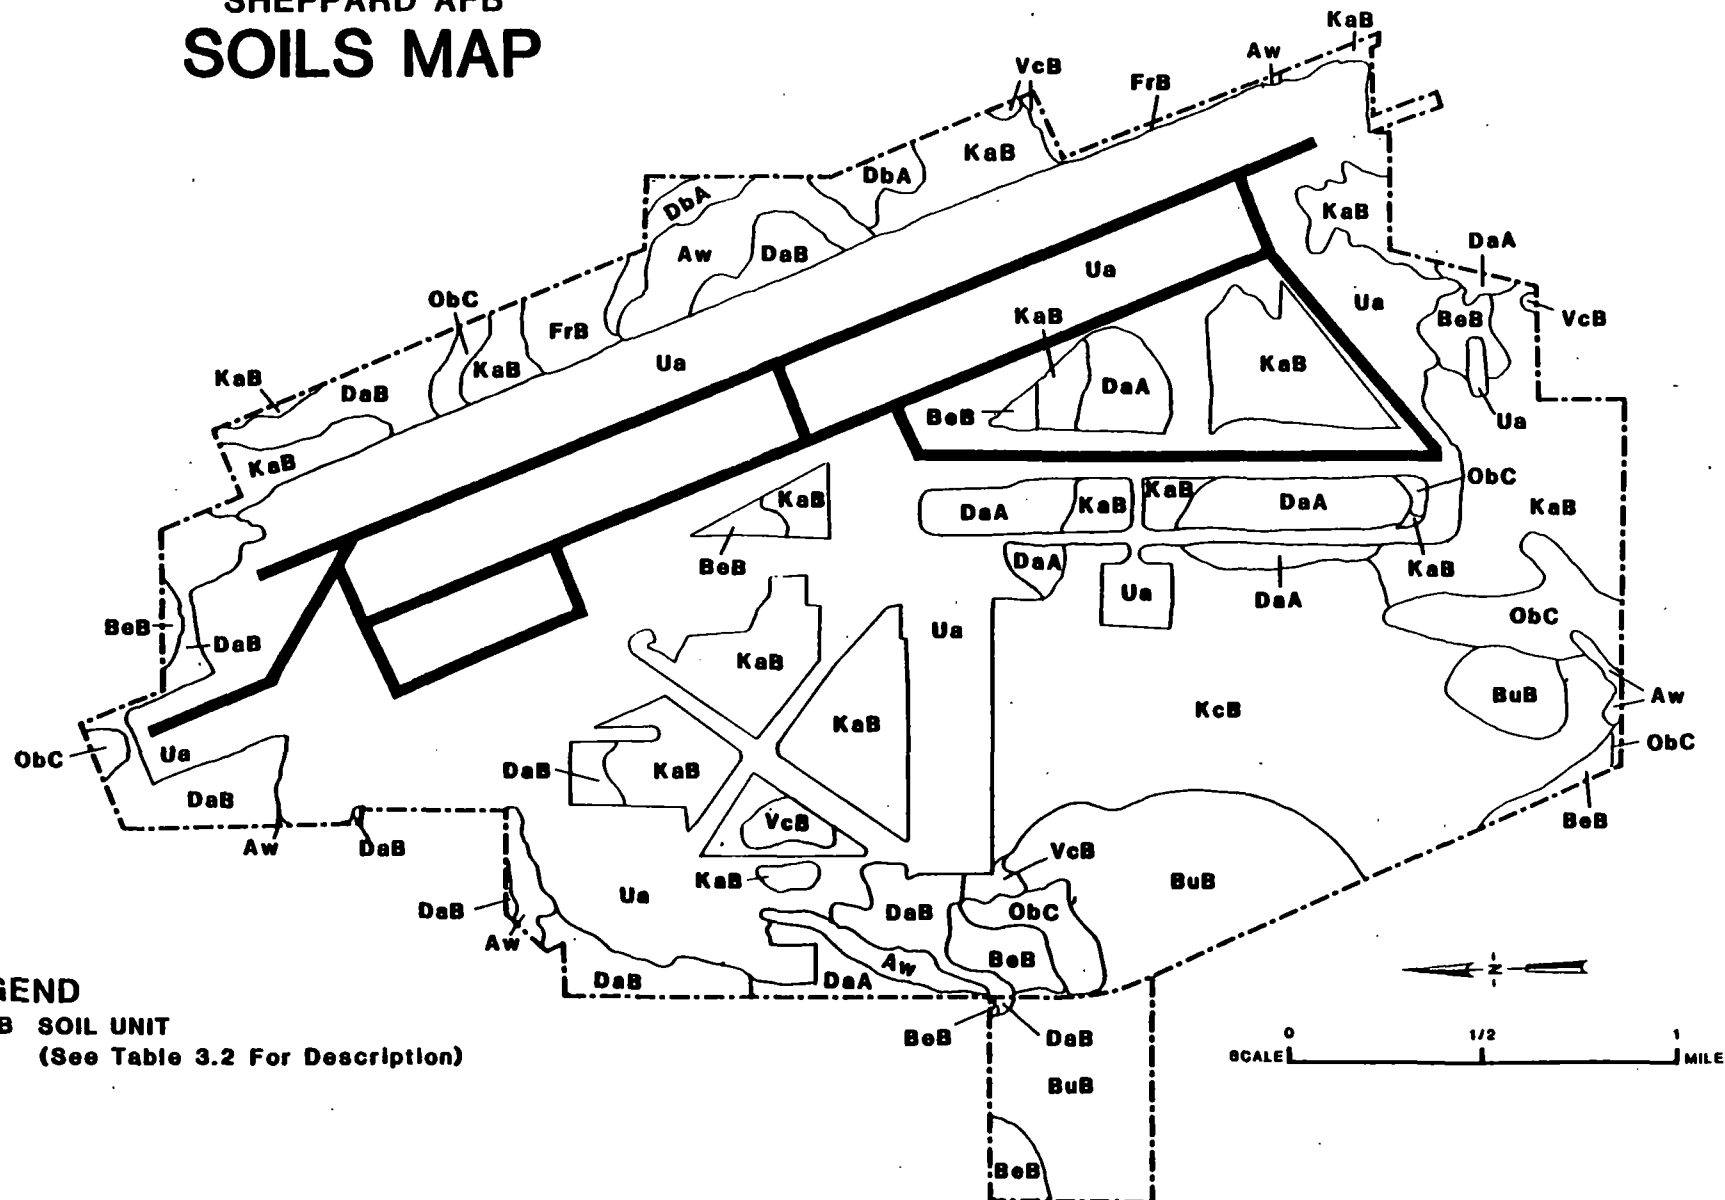 SHEPPARD AFB
SOILS MAP
KaB
Aw
VcB
FrB
KaB
DbA
DbA
KaB
DaA
Aw
DaB
Ua
ObC
Ua
KaB
VcB
BeB
FrB
Ua
KaB
KaB
KaB
DaB
DaA
BeB
Ua
KaB
ObC
KaB
KaB
KaB
DaA
DaA
KaB
BeB
DaA
KaB
Ua
DaA
ObC
BeB
DaB
Ua
KaB
BuB
Aw
KcB
KaB
ObC
Ua
ObC
DaB
KaB
DaB
VcB
BeB
Aw
DaB
VcB
KaB
BuB
Ua
DaB
DaB
ObC
Aw
BeB
Aw
DaB
DaA
GEND
B SOIL UNIT
(See Table 3.2 For Description)
N
0 1/2 1
SCALE MILE
BeB
DaB
BuB
BeB